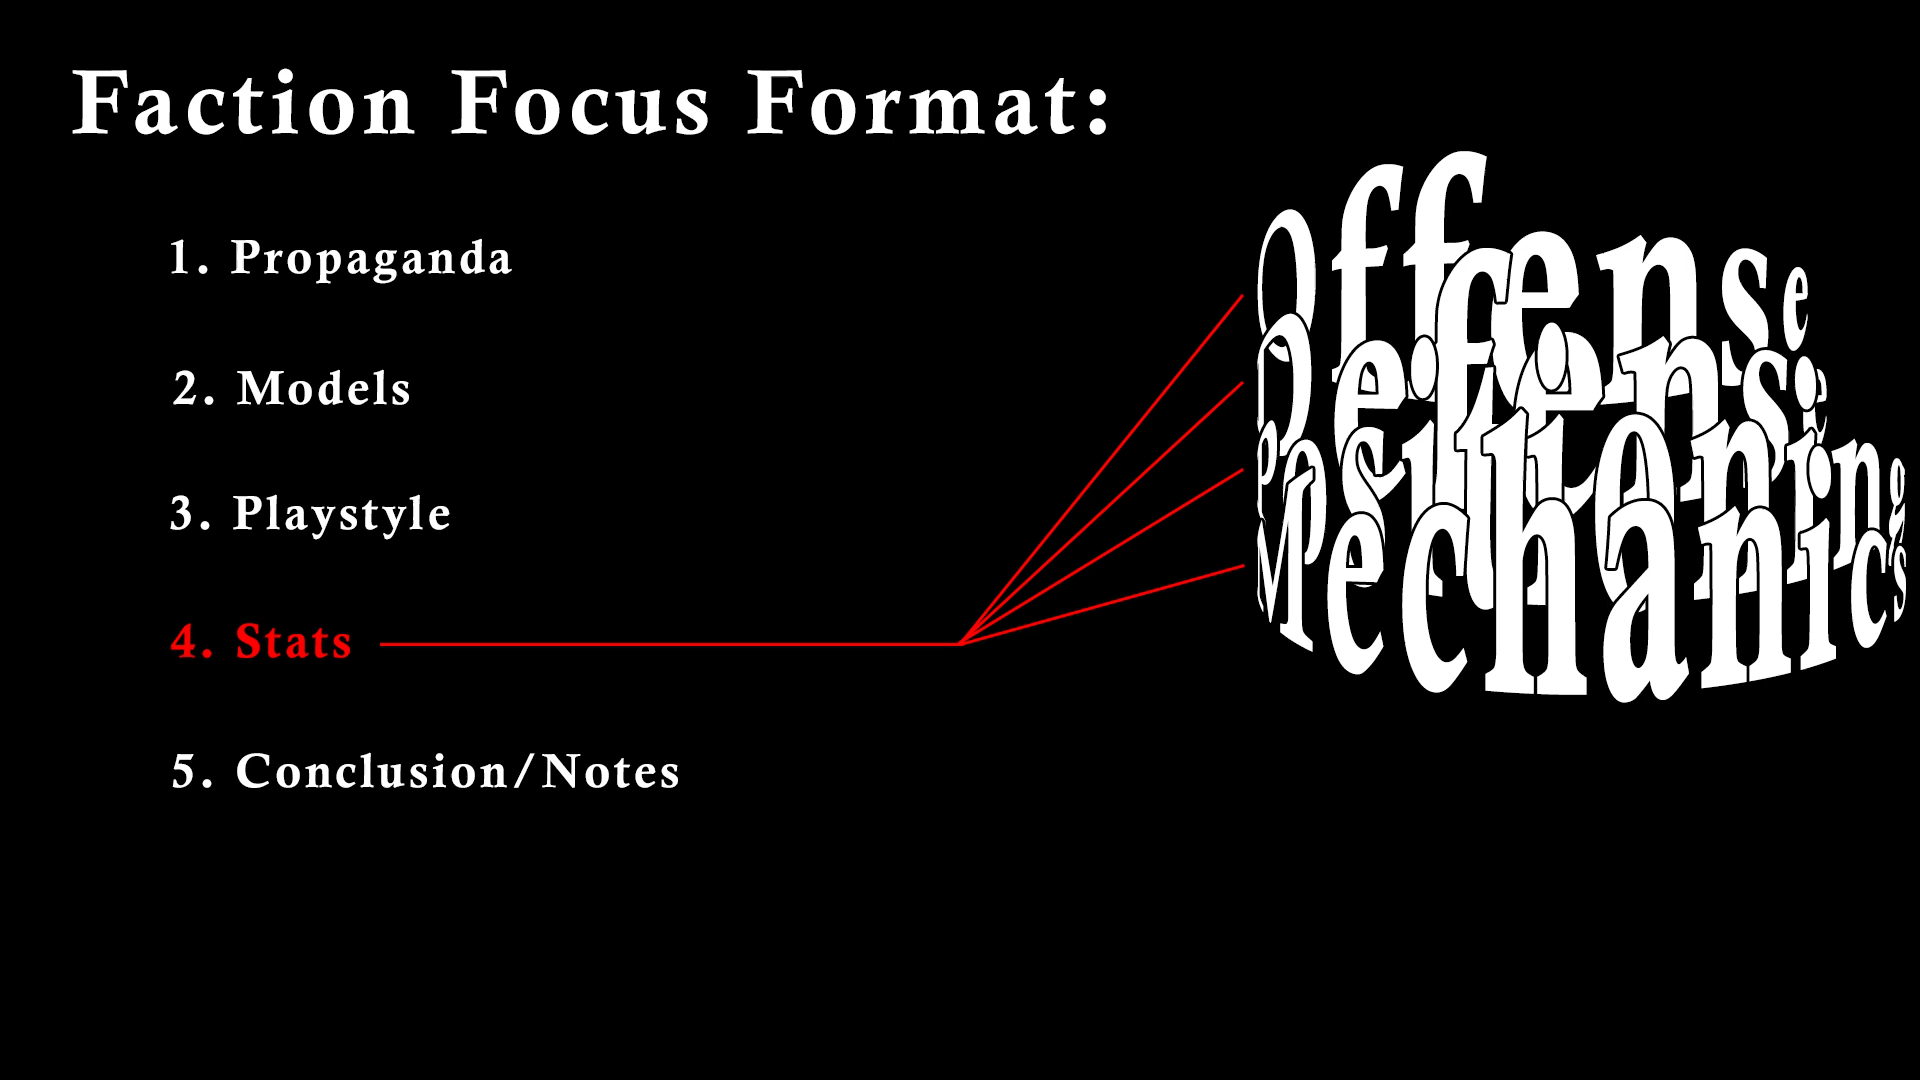 Faction Focus Format:
1. Propaganda
2. Models
3. Playstyle
4. Stats
5. Conclusion/Notes
Offense
Defense
Positioning
Mechanics